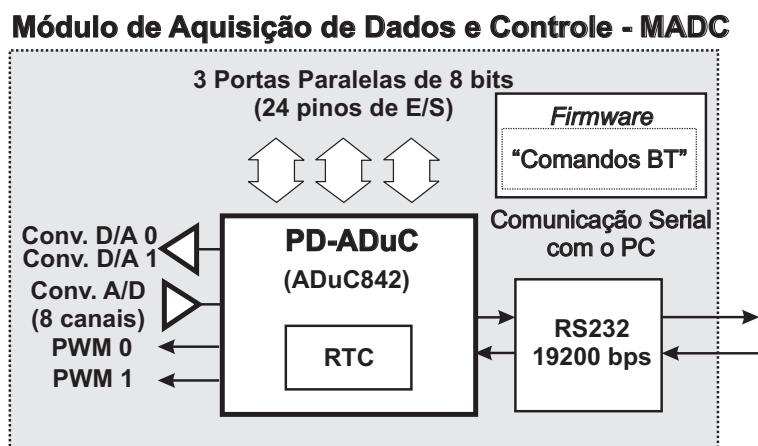 Módulo de Aquisição de Dados e Controle - MADC
3 Portas Paralelas de 8 bits
(24 pinos de E/S)
Firmware
“Comandos BT”
Comunicação Serial
com o PC
Conv. D/A 0
Conv. D/A 1
Conv. A/D
(8 canais)
PWM 0
PWM 1
PD-ADuC
(ADuC842)
RTC
RS232
19200 bps